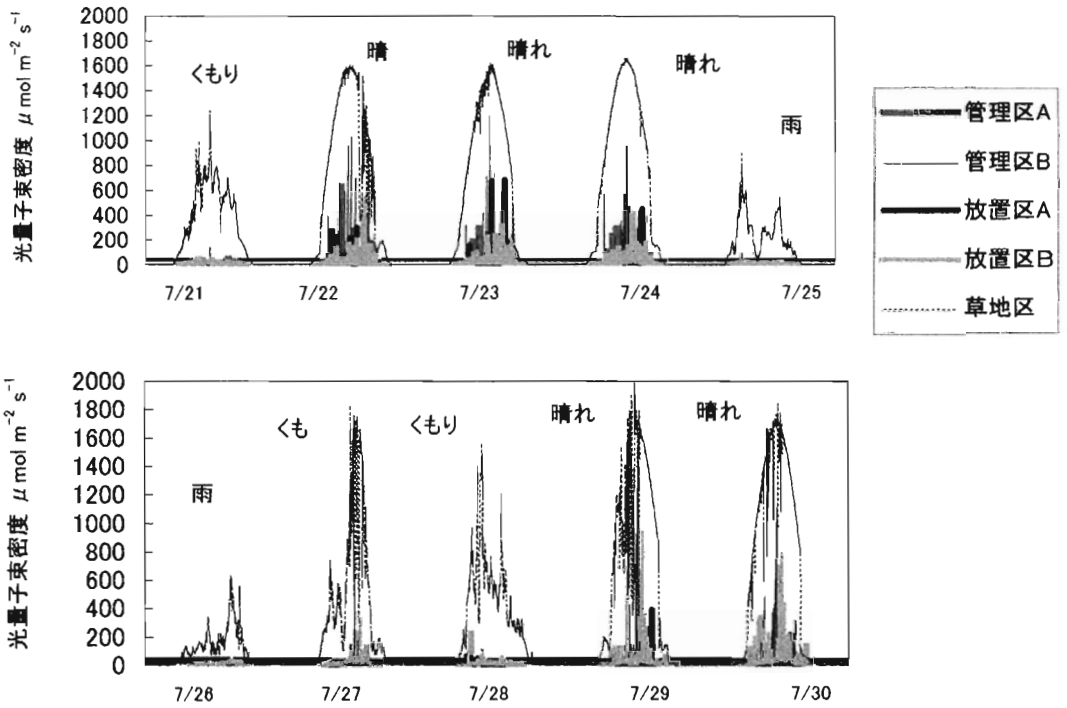 光量子束密度 μmol m⁻² s⁻¹
2000
1800
1600
1400
1200
1000
800
600
400
200
0
くもり
晴
晴れ
晴れ
雨
7/21
7/22
7/23
7/24
7/25
管理区A
管理区B
放置区A
放置区B
草地区
光量子束密度 μmol m⁻² s⁻¹
2000
1800
1600
1400
1200
1000
800
600
400
200
0
雨
くも
くもり
晴れ
晴れ
7/26
7/27
7/28
7/29
7/30